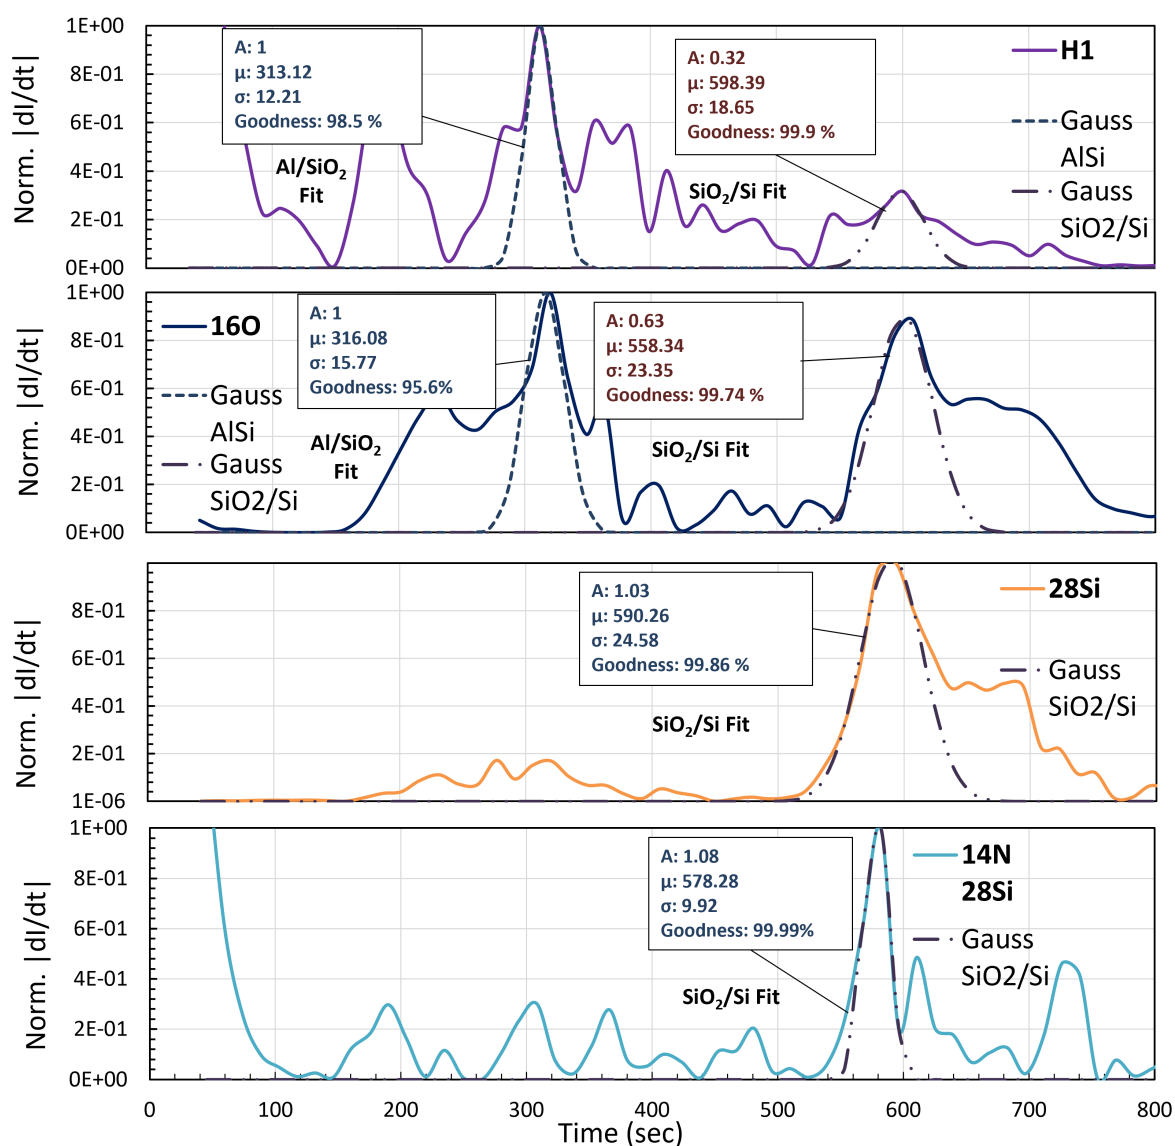 Norm. |dI/dt|
1E+00
8E-01
6E-01
4E-01
2E-01
0E+00
A: 1
μ: 313.12
σ: 12.21
Goodness: 98.5 %
Al/SiO2
Fit
A: 0.32
μ: 598.39
σ: 18.65
Goodness: 99.9 %
SiO2/Si Fit
H1
Gauss
AlSi
Gauss
SiO2/Si
Norm. |dI/dt|
1E+00
8E-01
6E-01
4E-01
2E-01
0E+00
16O
Gauss
AlSi
Gauss
SiO2/Si
A: 1
μ: 316.08
σ: 15.77
Goodness: 95.6%
Al/SiO2
Fit
A: 0.63
μ: 558.34
σ: 23.35
Goodness: 99.74 %
SiO2/Si Fit
Norm. |dI/dt|
8E-01
6E-01
4E-01
2E-01
1E-06
A: 1.03
μ: 590.26
σ: 24.58
Goodness: 99.86 %
SiO2/Si Fit
28Si
Gauss
SiO2/Si
Norm. |dI/dt|
1E+00
8E-01
6E-01
4E-01
2E-01
0E+00
A: 1.08
μ: 578.28
σ: 9.92
Goodness: 99.99%
SiO2/Si Fit
14N
28Si
Gauss
SiO2/Si
0 100 200 300 400 500 600 700 800
Time (sec)